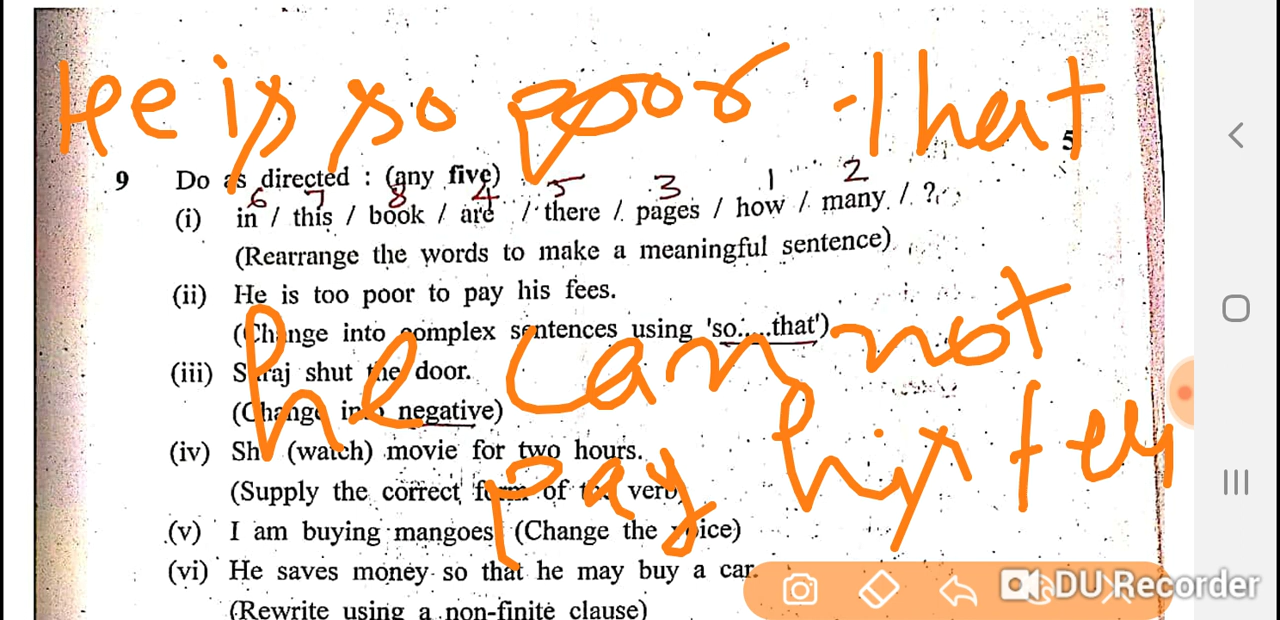 He is so poor that
5
9 Do as directed : (any five)
6 7 8 4 5 3 1 2
(i) in / this / book / are / there / pages / how / many / ?
(Rearrange the words to make a meaningful sentence)
(ii) He is too poor to pay his fees.
(Change into complex sentences using 'so....that')
he can not
(iii) Suraj shut the door.
(Change into negative)
pay his fees
(iv) She (watch) movie for two hours.
(Supply the correct form of the verb)
(v) I am buying mangoes. (Change the voice)
(vi) He saves money so that he may buy a car.
(Rewrite using a non-finite clause)
DU Recorder